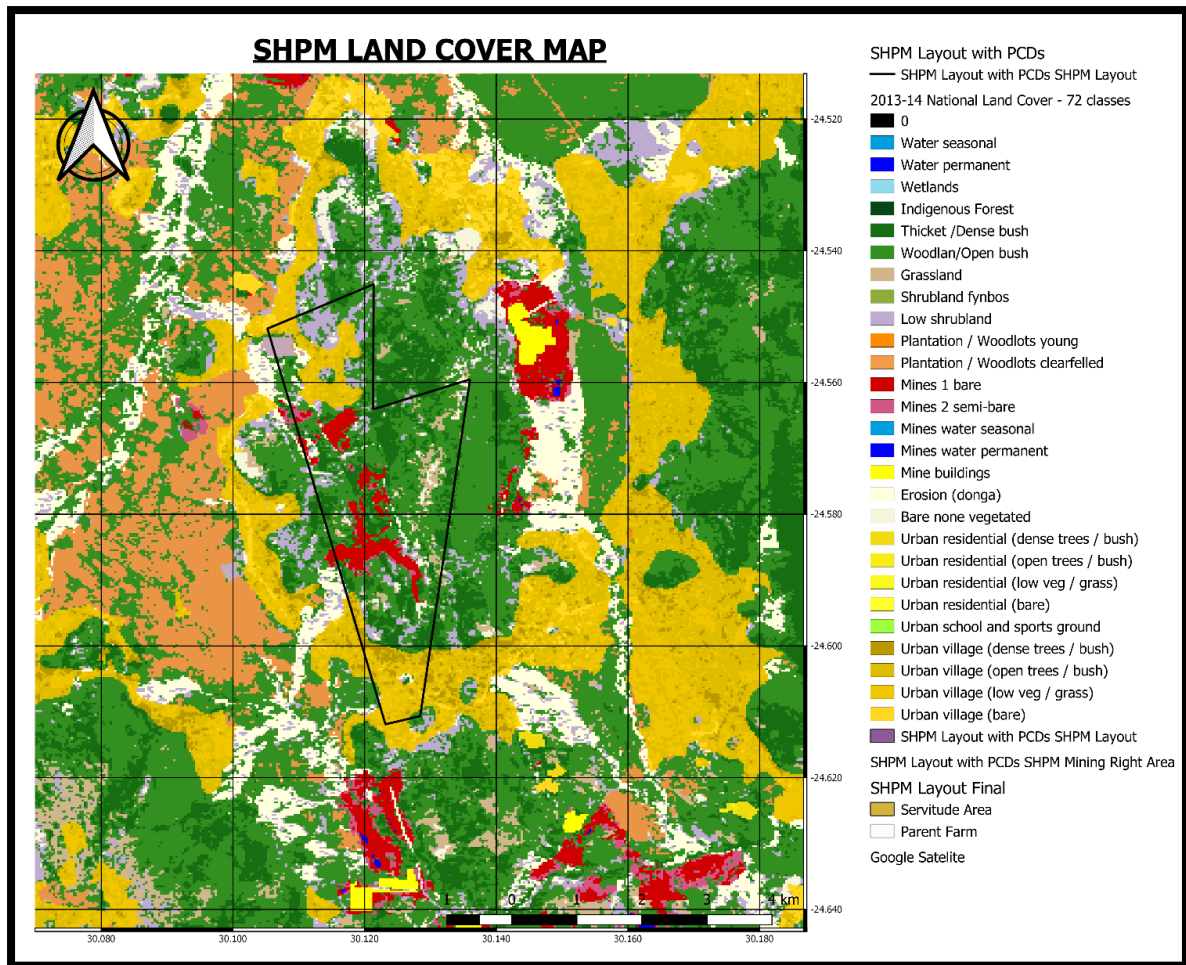 SHPM LAND COVER MAP
-24.520
-24.540
-24.560
-24.580
-24.600
-24.620
-24.640
1 0 1 2 3 4 km
30.080 30.100 30.120 30.140 30.160 30.180
SHPM Layout with PCDs
SHPM Layout with PCDs SHPM Layout
2013-14 National Land Cover - 72 classes
0
Water seasonal
Water permanent
Wetlands
Indigenous Forest
Thicket /Dense bush
Woodlan/Open bush
Grassland
Shrubland fynbos
Low shrubland
Plantation / Woodlots young
Plantation / Woodlots clearfelled
Mines 1 bare
Mines 2 semi-bare
Mines water seasonal
Mines water permanent
Mine buildings
Erosion (donga)
Bare none vegetated
Urban residential (dense trees / bush)
Urban residential (open trees / bush)
Urban residential (low veg / grass)
Urban residential (bare)
Urban school and sports ground
Urban village (dense trees / bush)
Urban village (open trees / bush)
Urban village (low veg / grass)
Urban village (bare)
SHPM Layout with PCDs SHPM Layout
SHPM Layout with PCDs SHPM Mining Right Area
SHPM Layout Final
Servitude Area
Parent Farm
Google Satelite